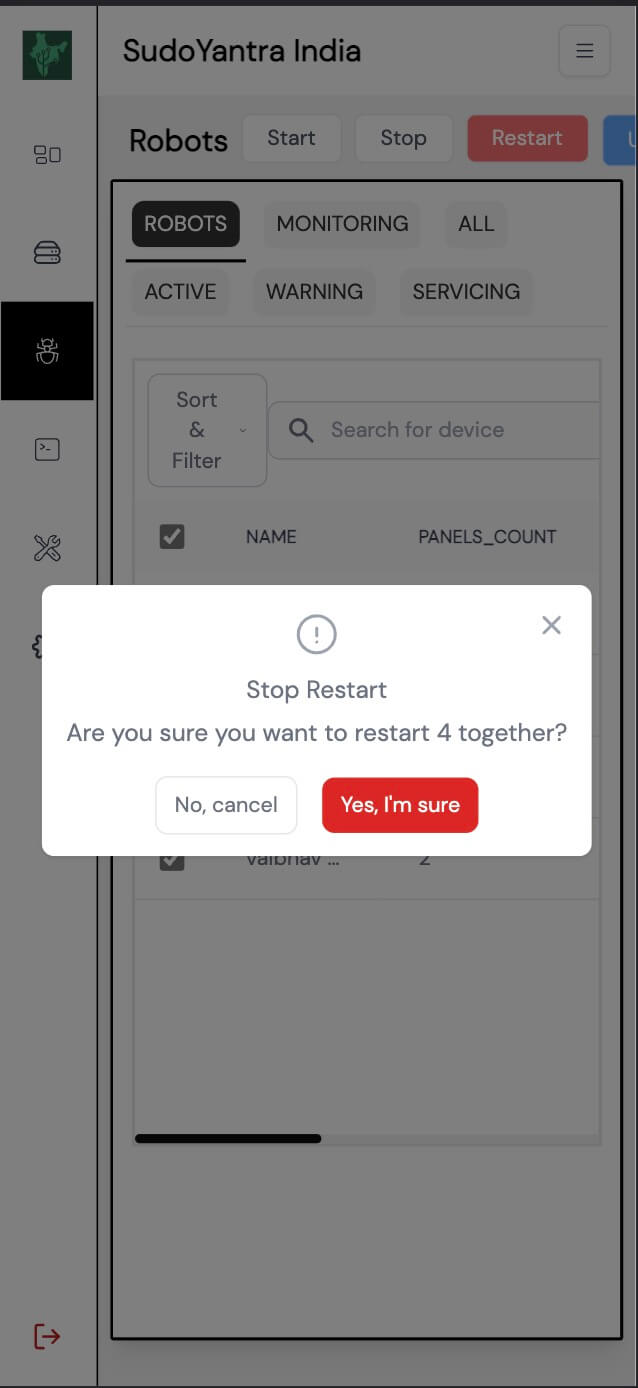 SudoYantra India
Robots
Start
Stop
Restart
ROBOTS
MONITORING
ALL
ACTIVE
WARNING
SERVICING
Sort
&
Filter
Search for device
NAME
PANELS_COUNT
Stop Restart
Are you sure you want to restart 4 together?
No, cancel
Yes, I'm sure
vaibhav ...
2